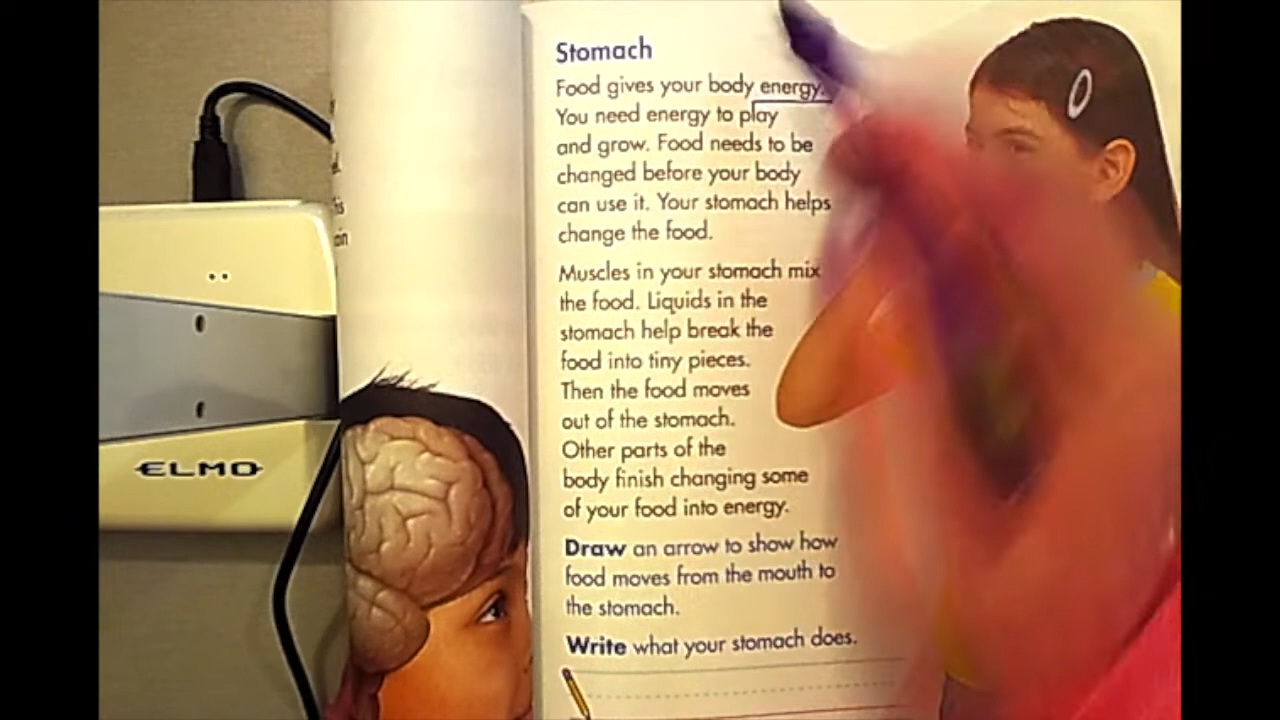 Stomach
Food gives your body energy.
You need energy to play
and grow. Food needs to be
changed before your body
can use it. Your stomach helps
change the food.
Muscles in your stomach mix
the food. Liquids in the
stomach help break the
food into tiny pieces.
Then the food moves
out of the stomach.
Other parts of the
body finish changing some
of your food into energy.
Draw an arrow to show how
food moves from the mouth to
the stomach.
Write what your stomach does.
ELMO